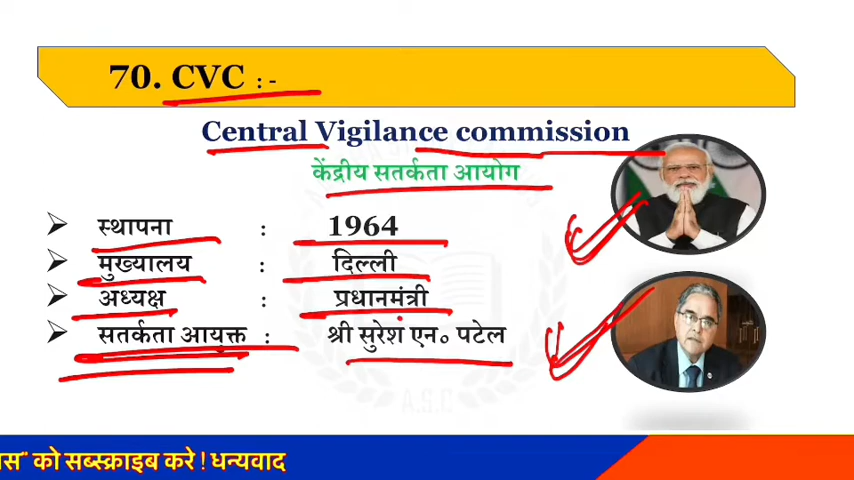 70. CVC :-
Central Vigilance commission
केंद्रीय सतर्कता आयोग
➤ स्थापना : 1964
➤ मुख्यालय : दिल्ली
➤ अध्यक्ष : प्रधानमंत्री
➤ सतर्कता आयुक्त : श्री सुरेश एन॰ पटेल
को सब्स्क्राइब करे ! धन्यवाद